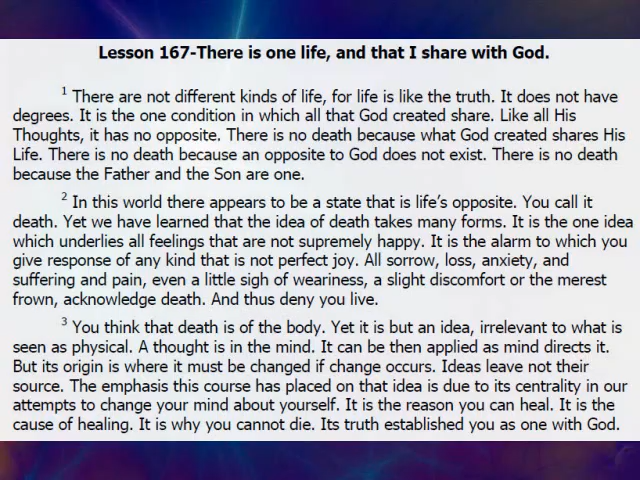 Lesson 167-There is one life, and that I share with God.
1 There are not different kinds of life, for life is like the truth. It does not have
degrees. It is the one condition in which all that God created share. Like all His
Thoughts, it has no opposite. There is no death because what God created shares His
Life. There is no death because an opposite to God does not exist. There is no death
because the Father and the Son are one.
2 In this world there appears to be a state that is life's opposite. You call it
death. Yet we have learned that the idea of death takes many forms. It is the one idea
which underlies all feelings that are not supremely happy. It is the alarm to which you
give response of any kind that is not perfect joy. All sorrow, loss, anxiety, and
suffering and pain, even a little sigh of weariness, a slight discomfort or the merest
frown, acknowledge death. And thus deny you live.
3 You think that death is of the body. Yet it is but an idea, irrelevant to what is
seen as physical. A thought is in the mind. It can be then applied as mind directs it.
But its origin is where it must be changed if change occurs. Ideas leave not their
source. The emphasis this course has placed on that idea is due to its centrality in our
attempts to change your mind about yourself. It is the reason you can heal. It is the
cause of healing. It is why you cannot die. Its truth established you as one with God.